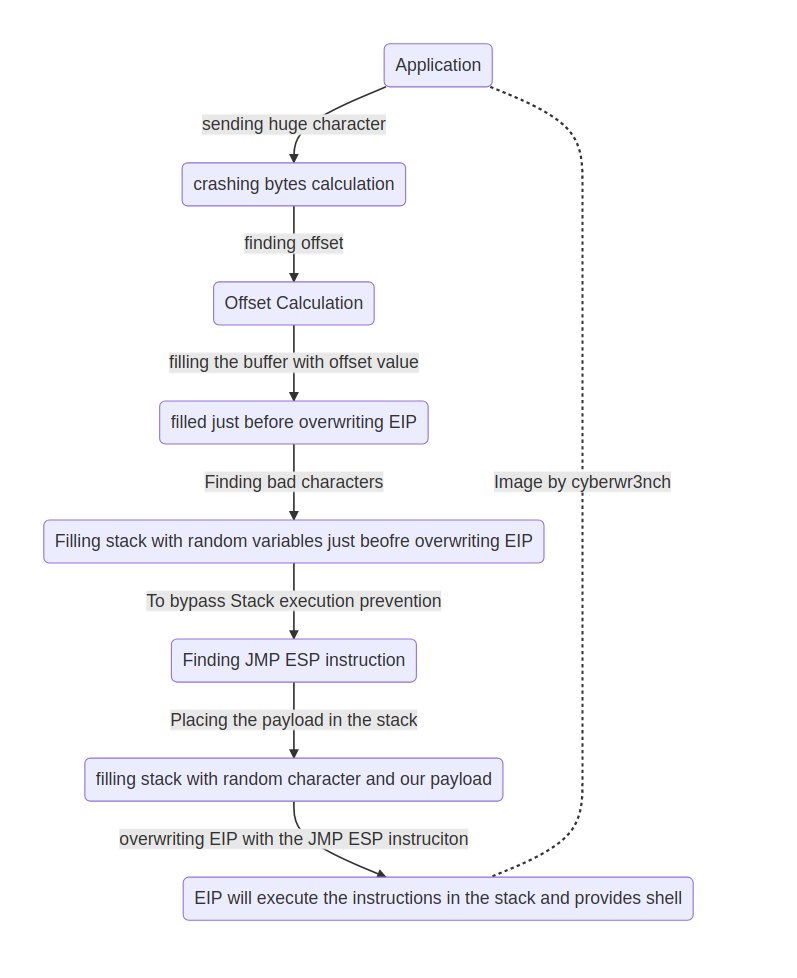 Application
sending huge character
crashing bytes calculation
finding offset
Offset Calculation
filling the buffer with offset value
filled just before overwriting EIP
Finding bad characters
Image by cyberwr3nch
Filling stack with random variables just beofre overwriting EIP
To bypass Stack execution prevention
Finding JMP ESP instruction
Placing the payload in the stack
filling stack with random character and our payload
overwriting EIP with the JMP ESP instruciton
EIP will execute the instructions in the stack and provides shell